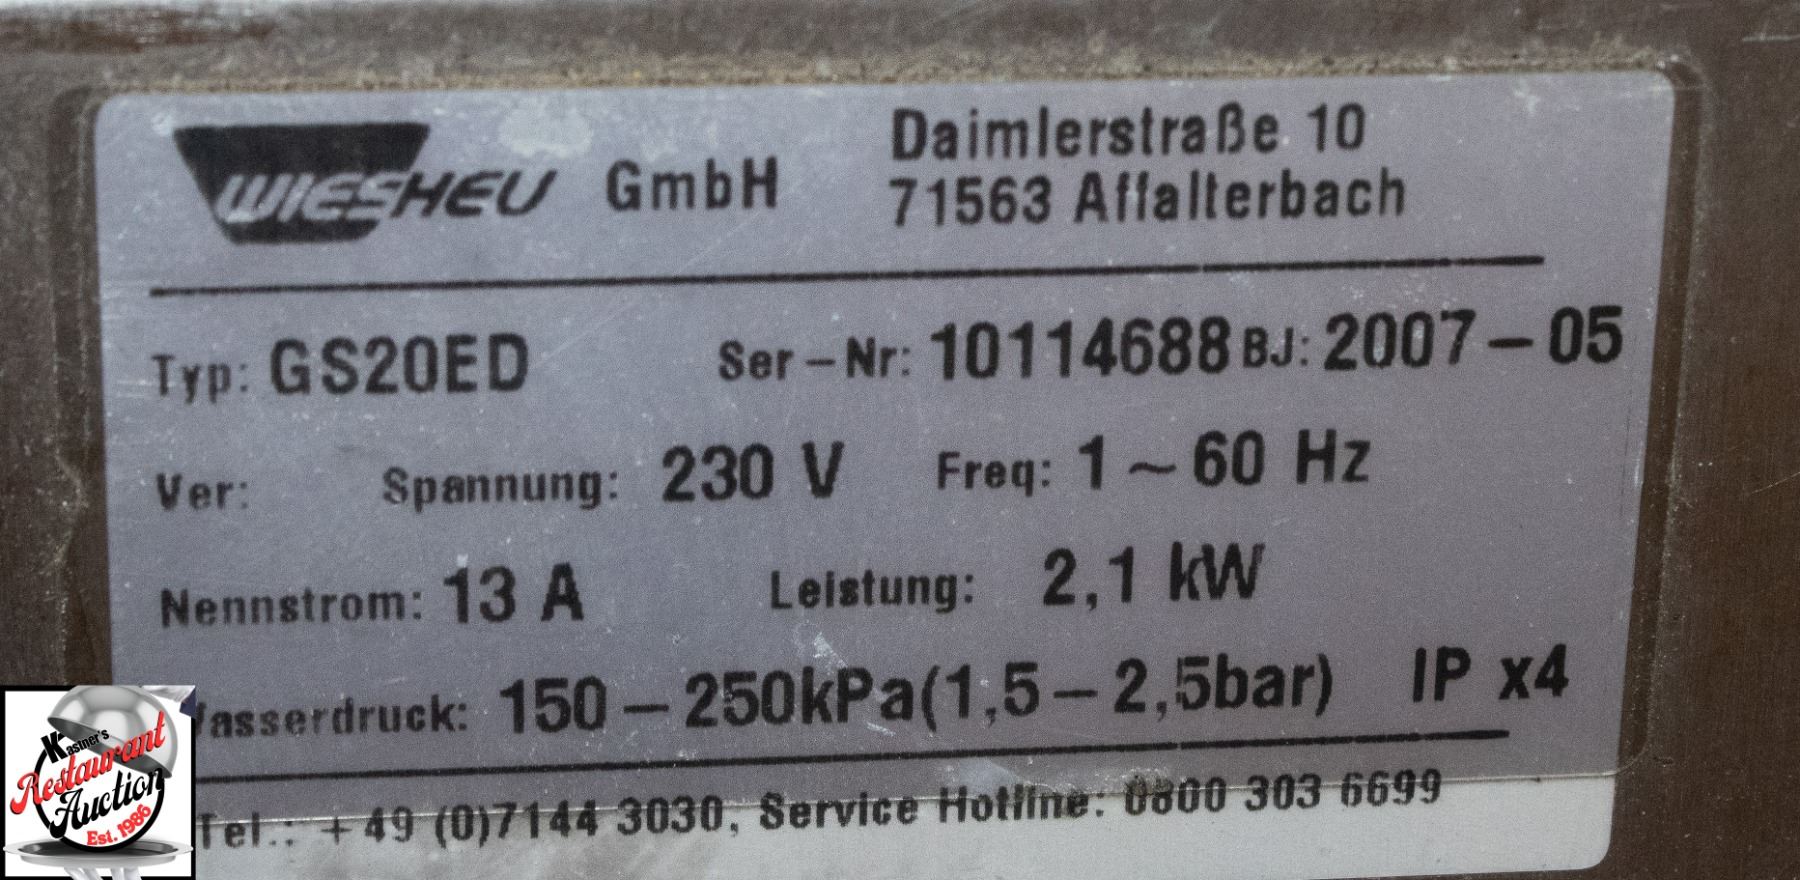 WIESHEU GmbH Daimlerstraße 10
71563 Affalterbach
Typ: GS20ED Ser-Nr: 10114688 BJ: 2007-05
Ver: Spannung: 230 V Freq: 1~60 Hz
Nennstrom: 13 A Leistung: 2,1 kW
asserdruck: 150-250kPa(1,5-2,5bar) IP x4
Tel.: +49 (0)7144 3030, Service Hotline: 0800 303 6699
Kastner's
Restaurant
Auction
Est. 1986